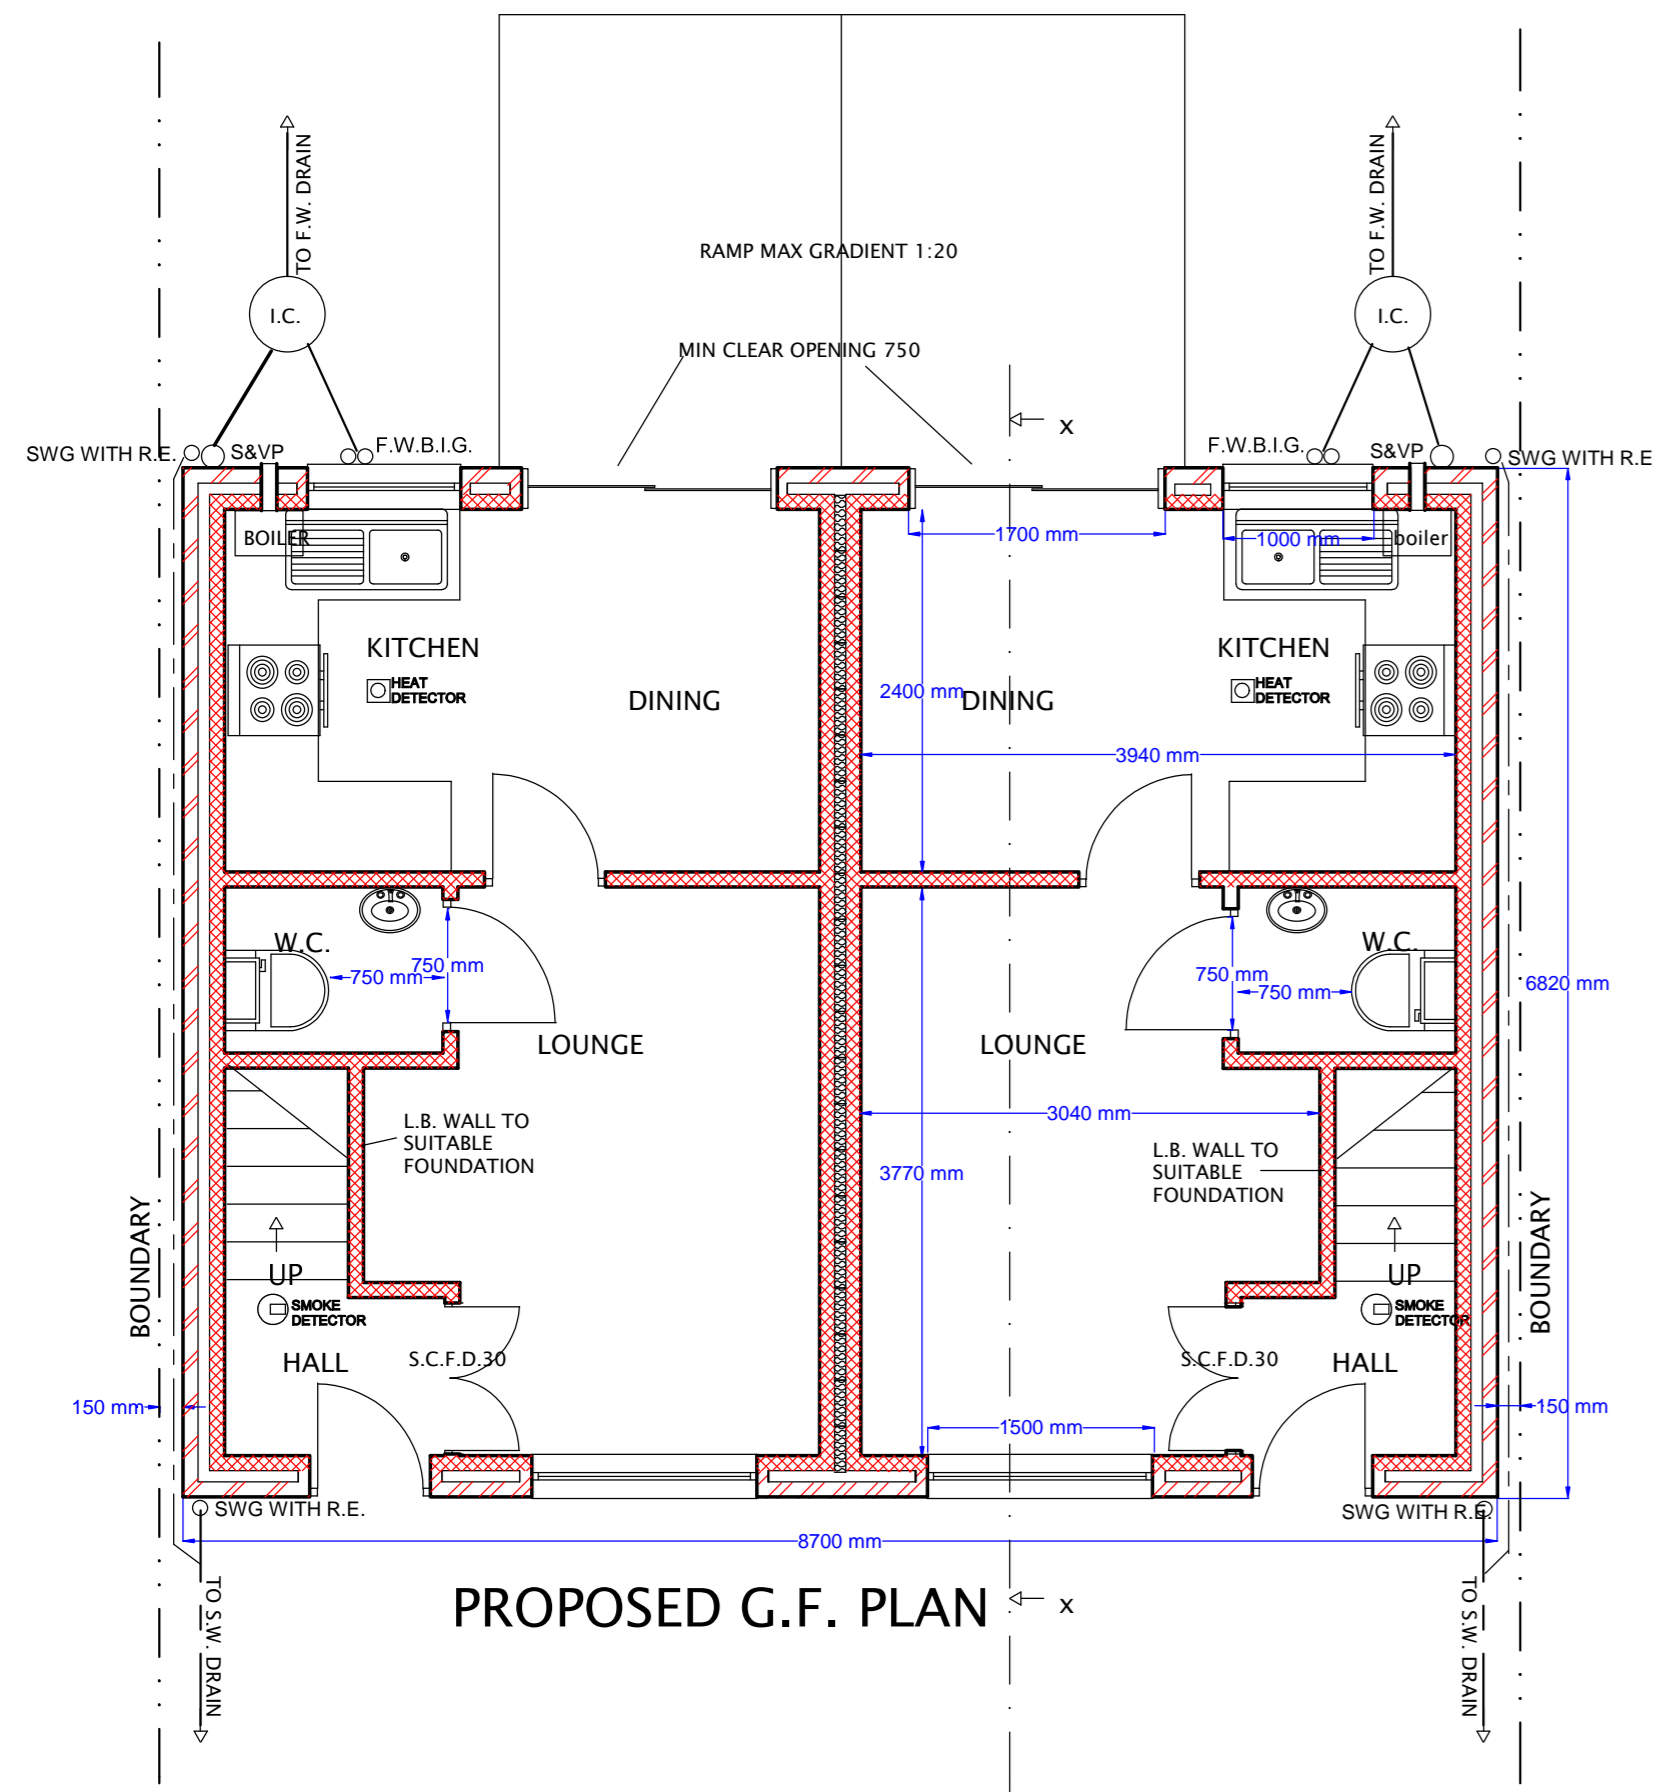 TO F.W. DRAIN
TO F.W. DRAIN
RAMP MAX GRADIENT 1:20
I.C.
I.C.
MIN CLEAR OPENING 750
x
SWG WITH R.E.
S&VP
F.W.B.I.G.
F.W.B.I.G.
S&VP
SWG WITH R.E
BOILER
1700 mm
1000 mm
boiler
KITCHEN
KITCHEN
HEAT
DETECTOR
HEAT
DETECTOR
DINING
2400 mm
DINING
3940 mm
W.C.
W.C.
750 mm
750 mm
750 mm
750 mm
6820 mm
LOUNGE
LOUNGE
3040 mm
L.B. WALL TO
SUITABLE
FOUNDATION
L.B. WALL TO
SUITABLE
FOUNDATION
3770 mm
BOUNDARY
BOUNDARY
UP
UP
SMOKE
DETECTOR
SMOKE
DETECTOR
HALL
S.C.F.D.30
S.C.F.D.30
HALL
150 mm
150 mm
1500 mm
SWG WITH R.E.
SWG WITH R.E.
8700 mm
PROPOSED G.F. PLAN
x
TO S.W. DRAIN
TO S.W. DRAIN